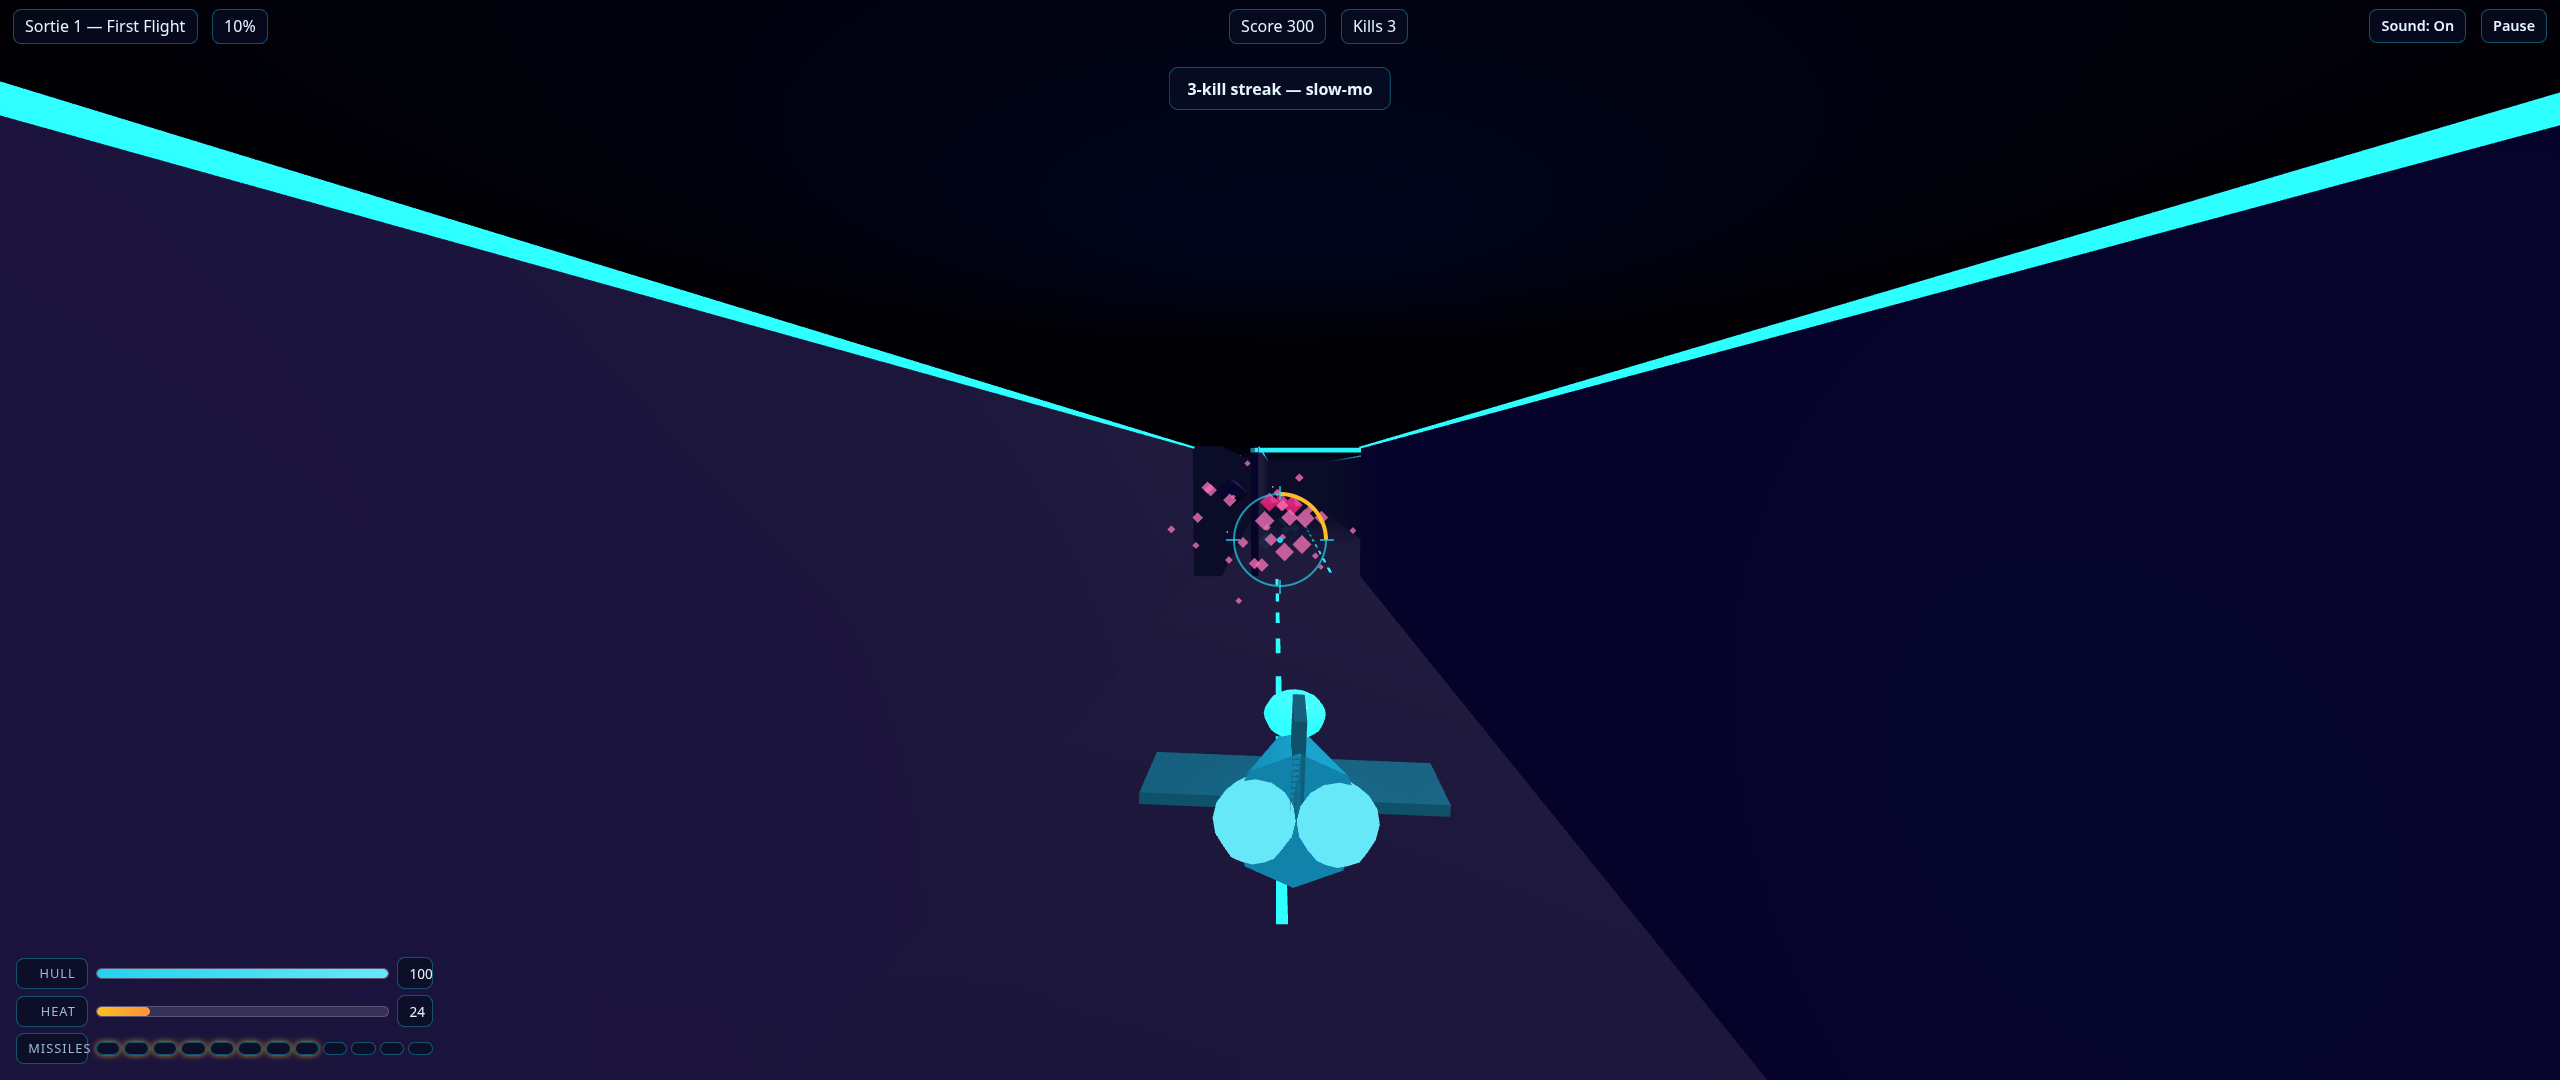 Sortie 1 — First Flight
10%
Score 300
Kills 3
Sound: On
Pause
3-kill streak — slow-mo
HULL
100
HEAT
24
MISSILES